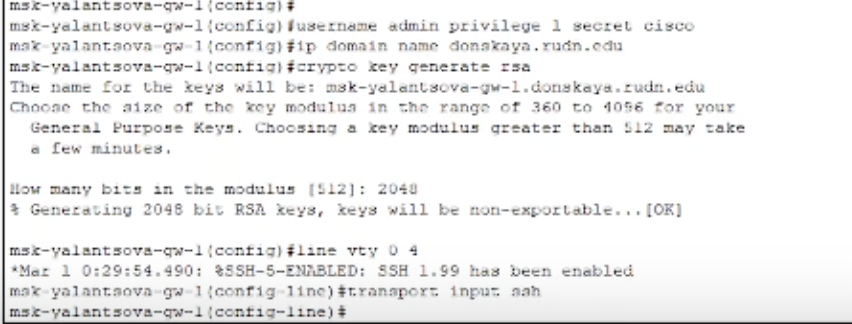 msk-yalantsova-gw-1(config)#
msk-yalantsova-gw-1(config)#username admin privilege 1 secret cisco
msk-yalantsova-gw-1(config)#ip domain name donskaya.rudn.edu
msk-yalantsova-gw-1(config)#crypto key generate rsa
The name for the keys will be: msk-yalantsova-gw-1.donskaya.rudn.edu
Choose the size of the key modulus in the range of 360 to 4096 for your
General Purpose Keys. Choosing a key modulus greater than 512 may take
a few minutes.
How many bits in the modulus [512]: 2048
% Generating 2048 bit RSA keys, keys will be non-exportable...[OK]
msk-yalantsova-gw-1(config)#line vty 0 4
*Mar 1 0:29:54.490: %SSH-5-ENABLED: SSH 1.99 has been enabled
msk-yalantsova-gw-1(config-line)#transport input ssh
msk-yalantsova-gw-1(config-line)#